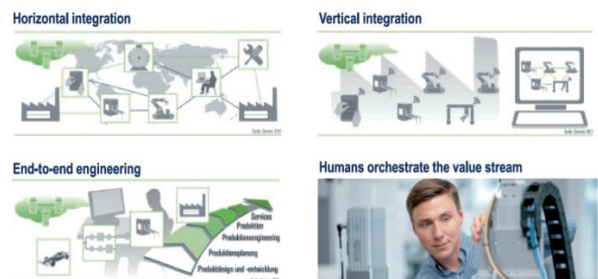 Horizontal integration
Vertical integration
End-to-end engineering
Services
Produktion
Produktionsengineering
Produktionsplanung
Produktdesign und -entwicklung
Humans orchestrate the value stream